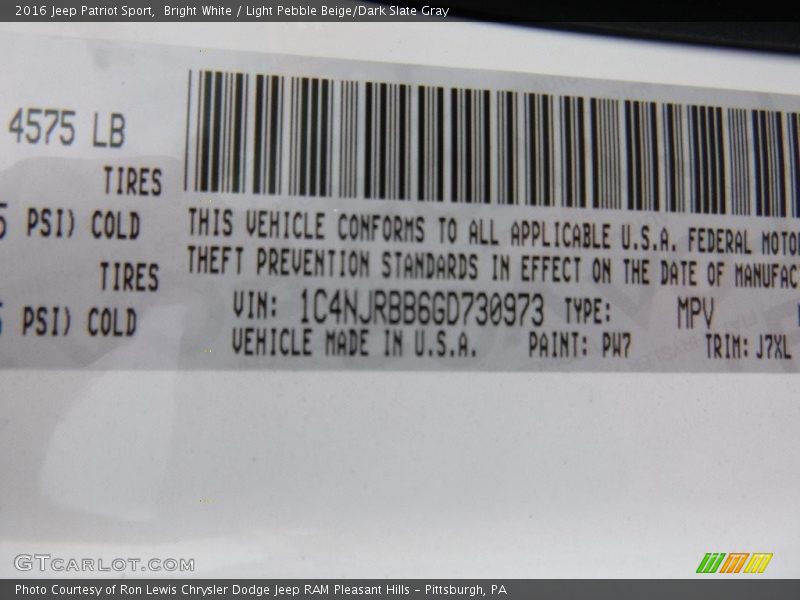 2016 Jeep Patriot Sport,  Bright White / Light Pebble Beige/Dark Slate Gray
4575 LB
TIRES
PSI) COLD
THIS VEHICLE CONFORMS TO ALL APPLICABLE U.S.A. FEDERAL MOTOR
THEFT PREVENTION STANDARDS IN EFFECT ON THE DATE OF MANUFAC
TIRES
VIN: 1C4NJRBB6GD730973 TYPE: MPV
PSI) COLD
VEHICLE MADE IN U.S.A. PAINT: PW7 TRIM: J7XL
GTCARLOT.COM
Photo Courtesy of Ron Lewis Chrysler Dodge Jeep RAM Pleasant Hills - Pittsburgh, PA